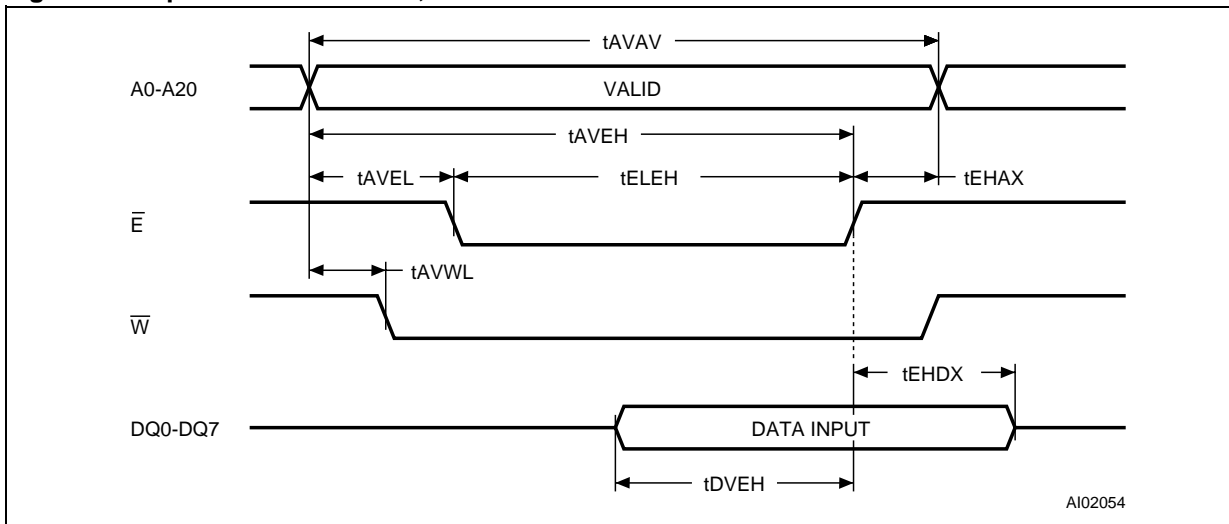 tAVAV
A0-A20
VALID
tAVEH
tAVEL
tELEH
tEHAX
E
tAVWL
W
tEHDX
DQ0-DQ7
DATA INPUT
tDVEH
AI02054